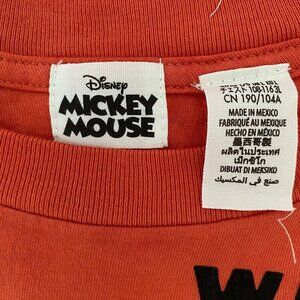 Disney
MICKEY
MOUSE
CN 190/104A
MADE IN MEXICO
FABRIQUÉ AU MEXIQUE
HECHO EN MÉXICO
墨西哥製
ผลิตในประเทศ
เม็กซิโก
DIBUAT DI MEKSIKO
صنع في المكسيك